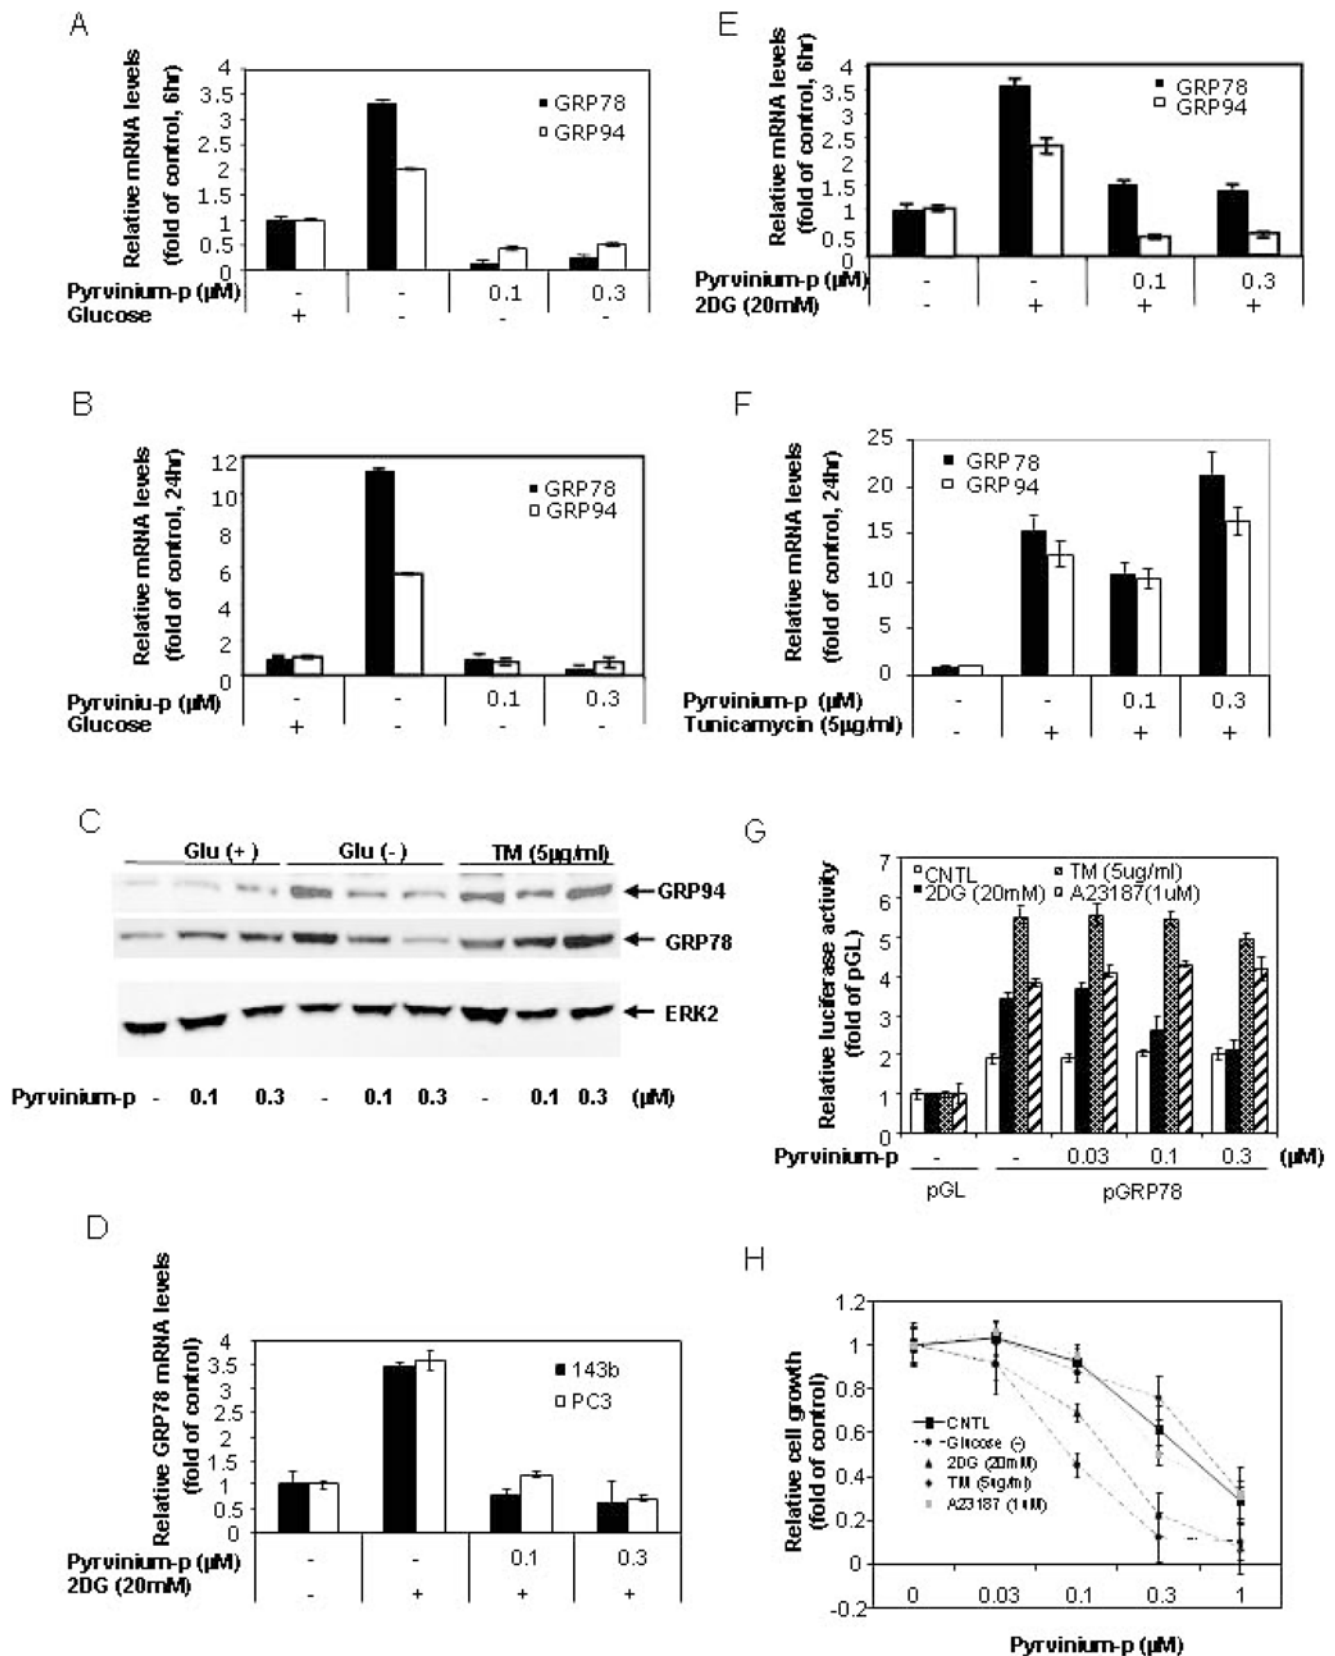 A
Relative mRNA levels
(fold of control, 6hr)
4
3.5
3
2.5
2
1.5
1
0.5
0
GRP78
GRP94
Pyrvinium-p (µM) - - 0.1 0.3
Glucose + - - -
B
Relative mRNA levels
(fold of control, 24hr)
12
10
8
6
4
2
0
GRP78
GRP94
Pyrviniu-p (µM) - - 0.1 0.3
Glucose + - - -
C
Glu (+) Glu (-) TM (5µg/ml)
GRP94
GRP78
ERK2
Pyrvinium-p - 0.1 0.3 - 0.1 0.3 - 0.1 0.3 (µM)
D
Relative GRP78 mRNA levels
(fold of control)
4
3.5
3
2.5
2
1.5
1
0.5
0
143b
PC3
Pyrvinium-p (µM) - - 0.1 0.3
2DG (20mM) - + + +
E
Relative mRNA levels
(fold of control, 6hr)
4
3.5
3
2.5
2
1.5
1
0.5
0
GRP78
GRP94
Pyrvinium-p (µM) - - 0.1 0.3
2DG (20mM) - + + +
F
Relative mRNA levels
(fold of control, 24hr)
25
20
15
10
5
0
GRP78
GRP94
Pyrvinium-p (µM) - - 0.1 0.3
Tunicamycin (5µg/ml) - + + +
G
Relative luciferase activity
(fold of pGL)
7
6
5
4
3
2
1
0
CNTL TM (5ug/ml)
2DG (20mM) A23187(1uM)
Pyrvinium-p - - 0.03 0.1 0.3 (µM)
pGL pGRP78
H
Relative cell growth
(fold of control)
1.2
1
0.8
0.6
0.4
0.2
0
-0.2
CNTL
Glucose (-)
2DG (20mM)
TM (5ug/ml)
A23187 (1uM)
0 0.03 0.1 0.3 1
Pyrvinium-p (µM)